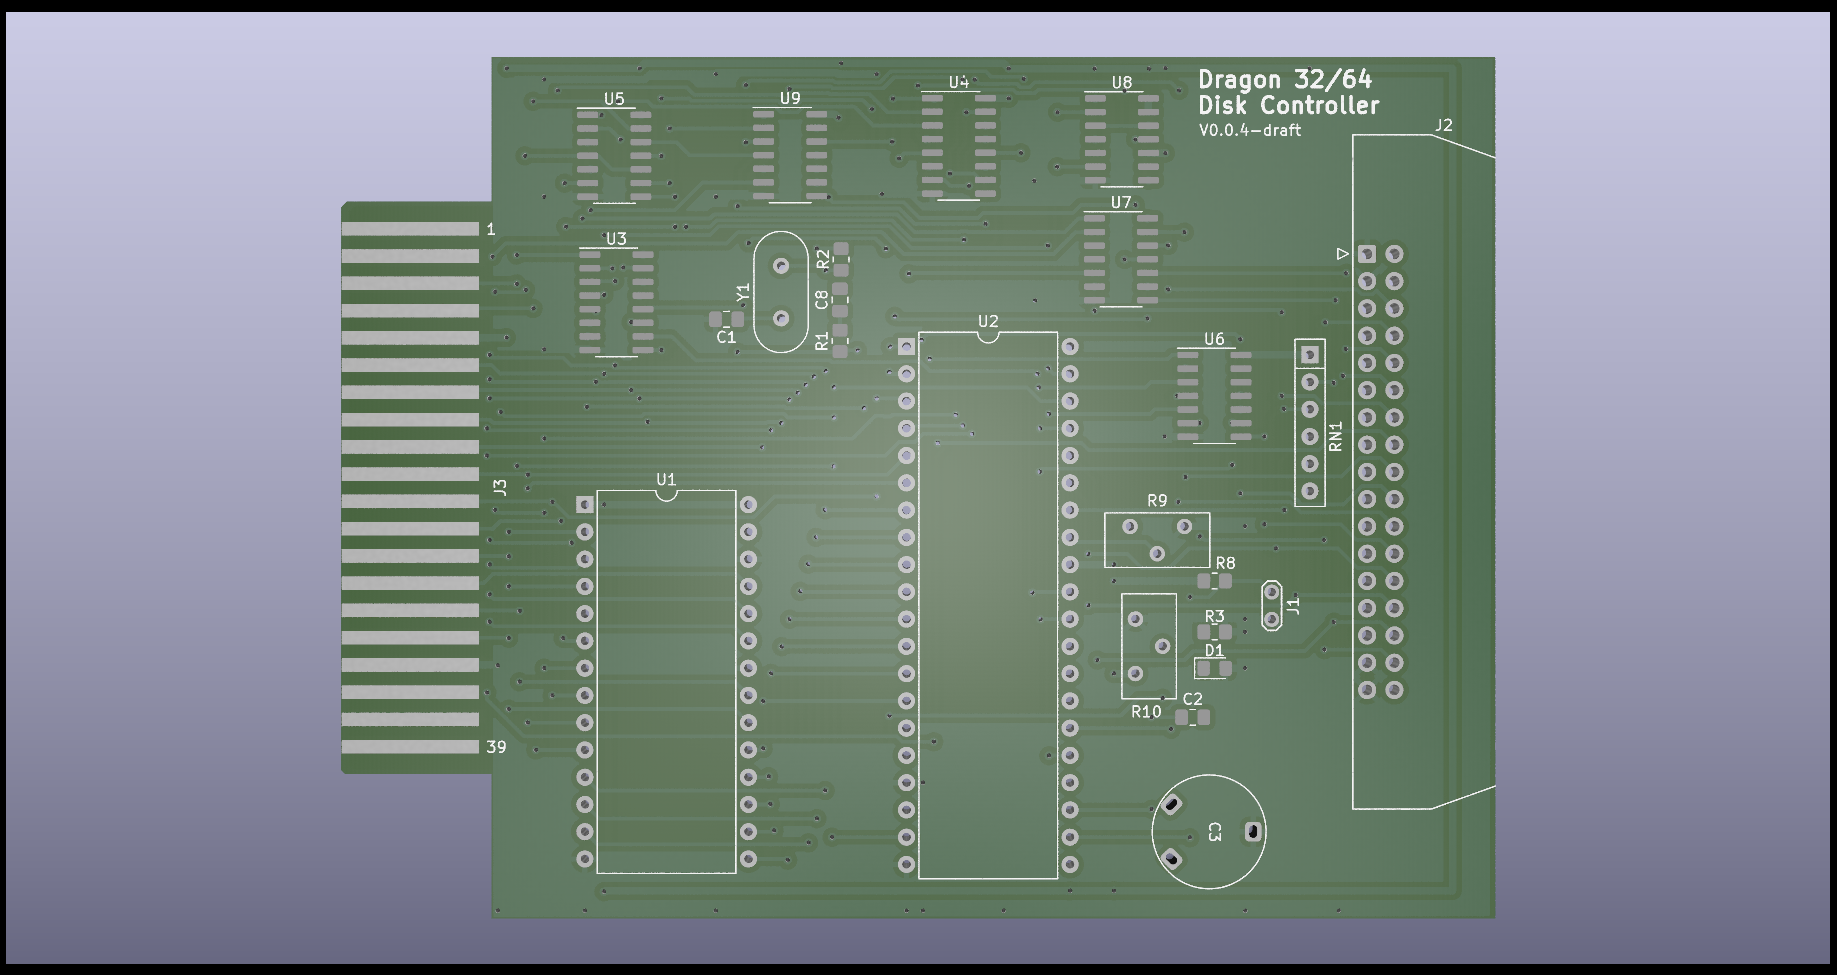 Dragon 32/64
Disk Controller
V0.0.4-draft
U5
U9
U4
U8
J2
U7
1
U3
R2
Y1
C8
C1
R1
U2
U6
RN1
J3
U1
R9
R8
J1
R3
D1
C2
R10
39
C3